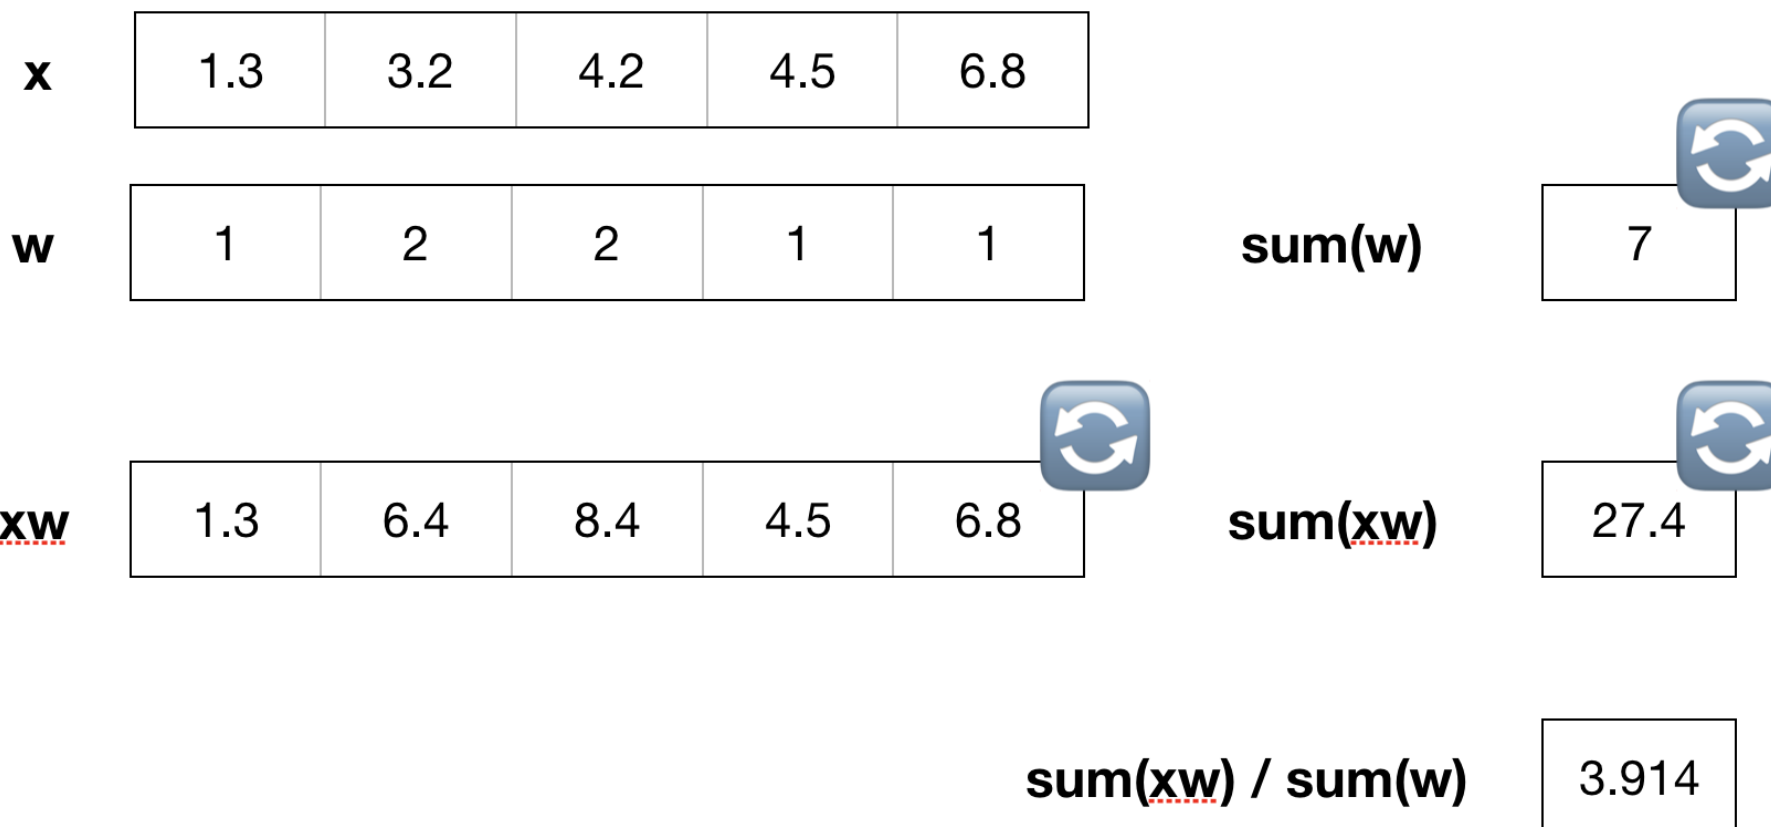 x 1.3 3.2 4.2 4.5 6.8
w 1 2 2 1 1 sum(w) 7
xw 1.3 6.4 8.4 4.5 6.8 sum(xw) 27.4
sum(xw) / sum(w) 3.914